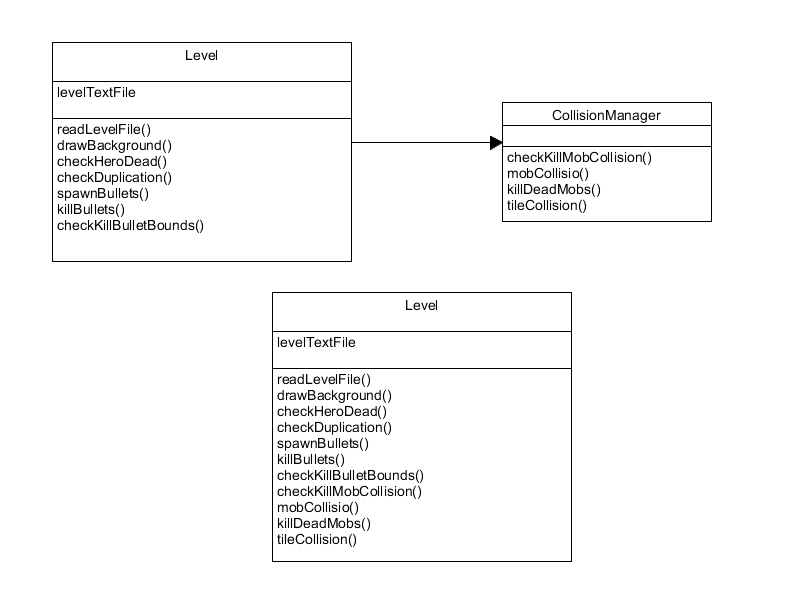 Level
levelTextFile
readLevelFile()
drawBackground()
checkHeroDead()
checkDuplication()
spawnBullets()
killBullets()
checkKillBulletBounds()
CollisionManager
checkKillMobCollision()
mobCollisio()
killDeadMobs()
tileCollision()
Level
levelTextFile
readLevelFile()
drawBackground()
checkHeroDead()
checkDuplication()
spawnBullets()
killBullets()
checkKillBulletBounds()
checkKillMobCollision()
mobCollisio()
killDeadMobs()
tileCollision()